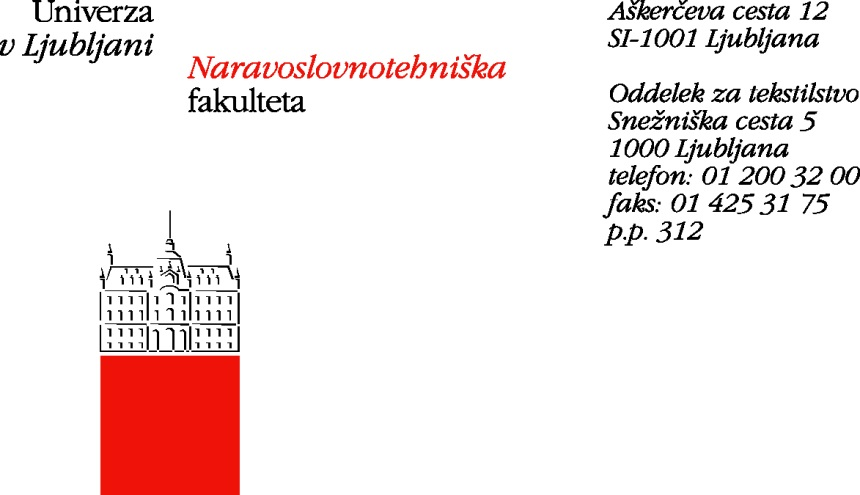 Univerza
v Ljubljani
Naravoslovnotehniška
fakulteta
Aškerčeva cesta 12
SI-1001 Ljubljana
Oddelek za tekstilstvo
Snežniška cesta 5
1000 Ljubljana
telefon: 01 200 32 00
faks: 01 425 31 75
p.p. 312